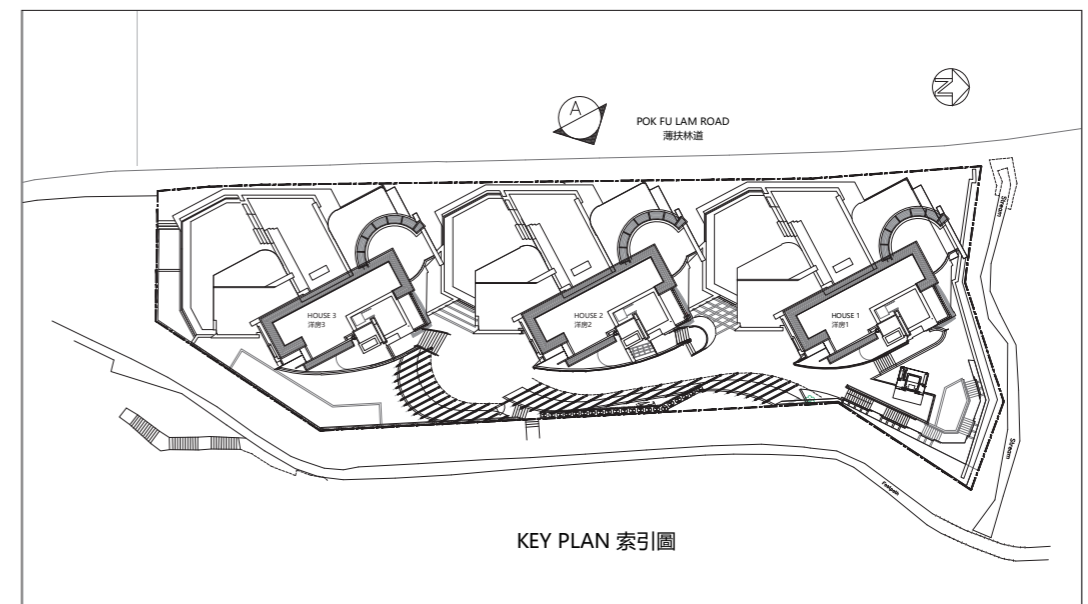 A
N
POK FU LAM ROAD
薄扶林道
Stream
HOUSE 3
洋房3
HOUSE 2
洋房2
HOUSE 1
洋房1
Stream
Footpath
KEY PLAN 索引圖